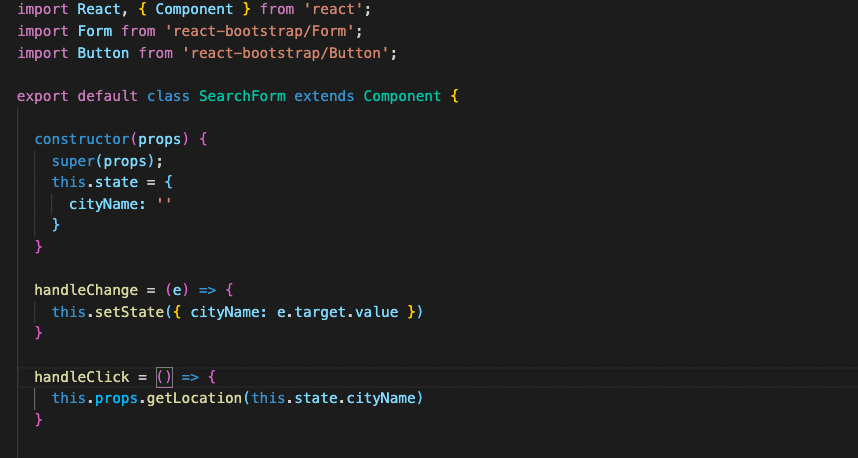 import React, { Component } from 'react';
import Form from 'react-bootstrap/Form';
import Button from 'react-bootstrap/Button';

export default class SearchForm extends Component {

  constructor(props) {
    super(props);
    this.state = {
      cityName: ''
    }
  }

  handleChange = (e) => {
    this.setState({ cityName: e.target.value })
  }

  handleClick = () => {
    this.props.getLocation(this.state.cityName)
  }